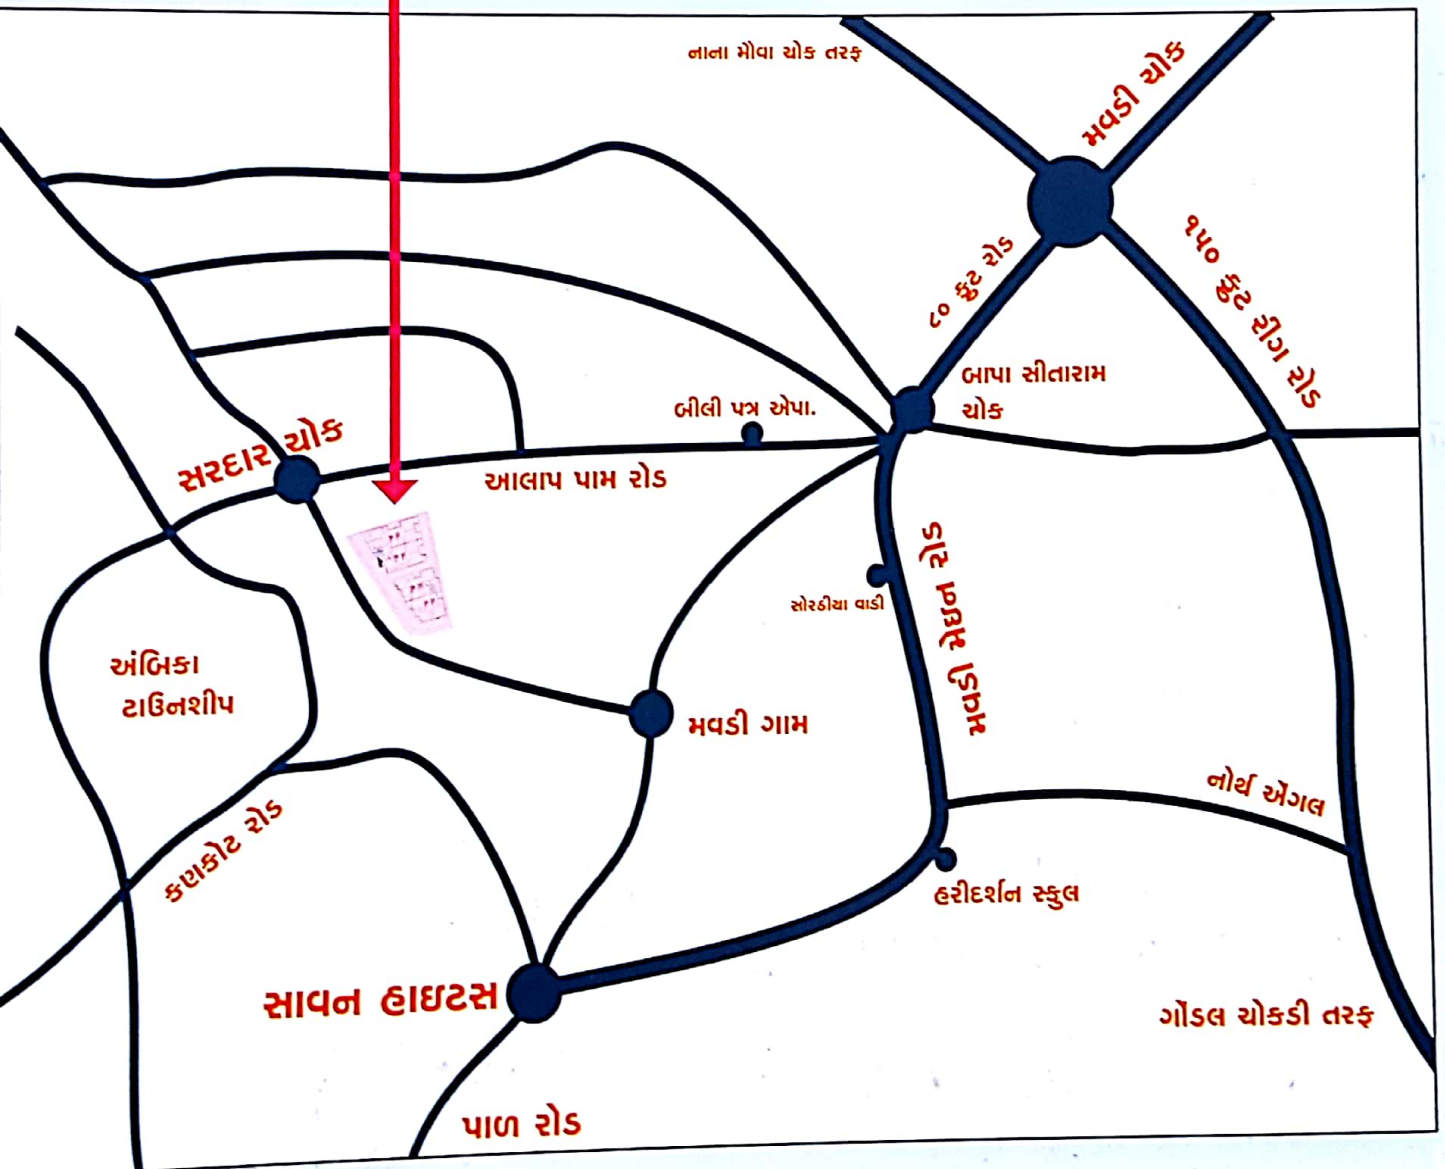 નાના મૌવા ચોક તરફ
મવડી ચોક
૮૦ ફુટ રોડ
૧૫૦ ફુટ રીંગ રોડ
બાપા સીતારામ
ચોક
બીલી પત્ર એપા.
સરદાર ચોક
આલાપ પામ રોડ
મવડી મેઇન રોડ
સોરઠીયા વાડી
અંબિકા
ટાઉનશીપ
મવડી ગામ
નોર્થ એંગલ
કણકોટ રોડ
હરીદર્શન સ્કુલ
સાવન હાઇટસ
ગોંડલ ચોકડી તરફ
પાળ રોડ